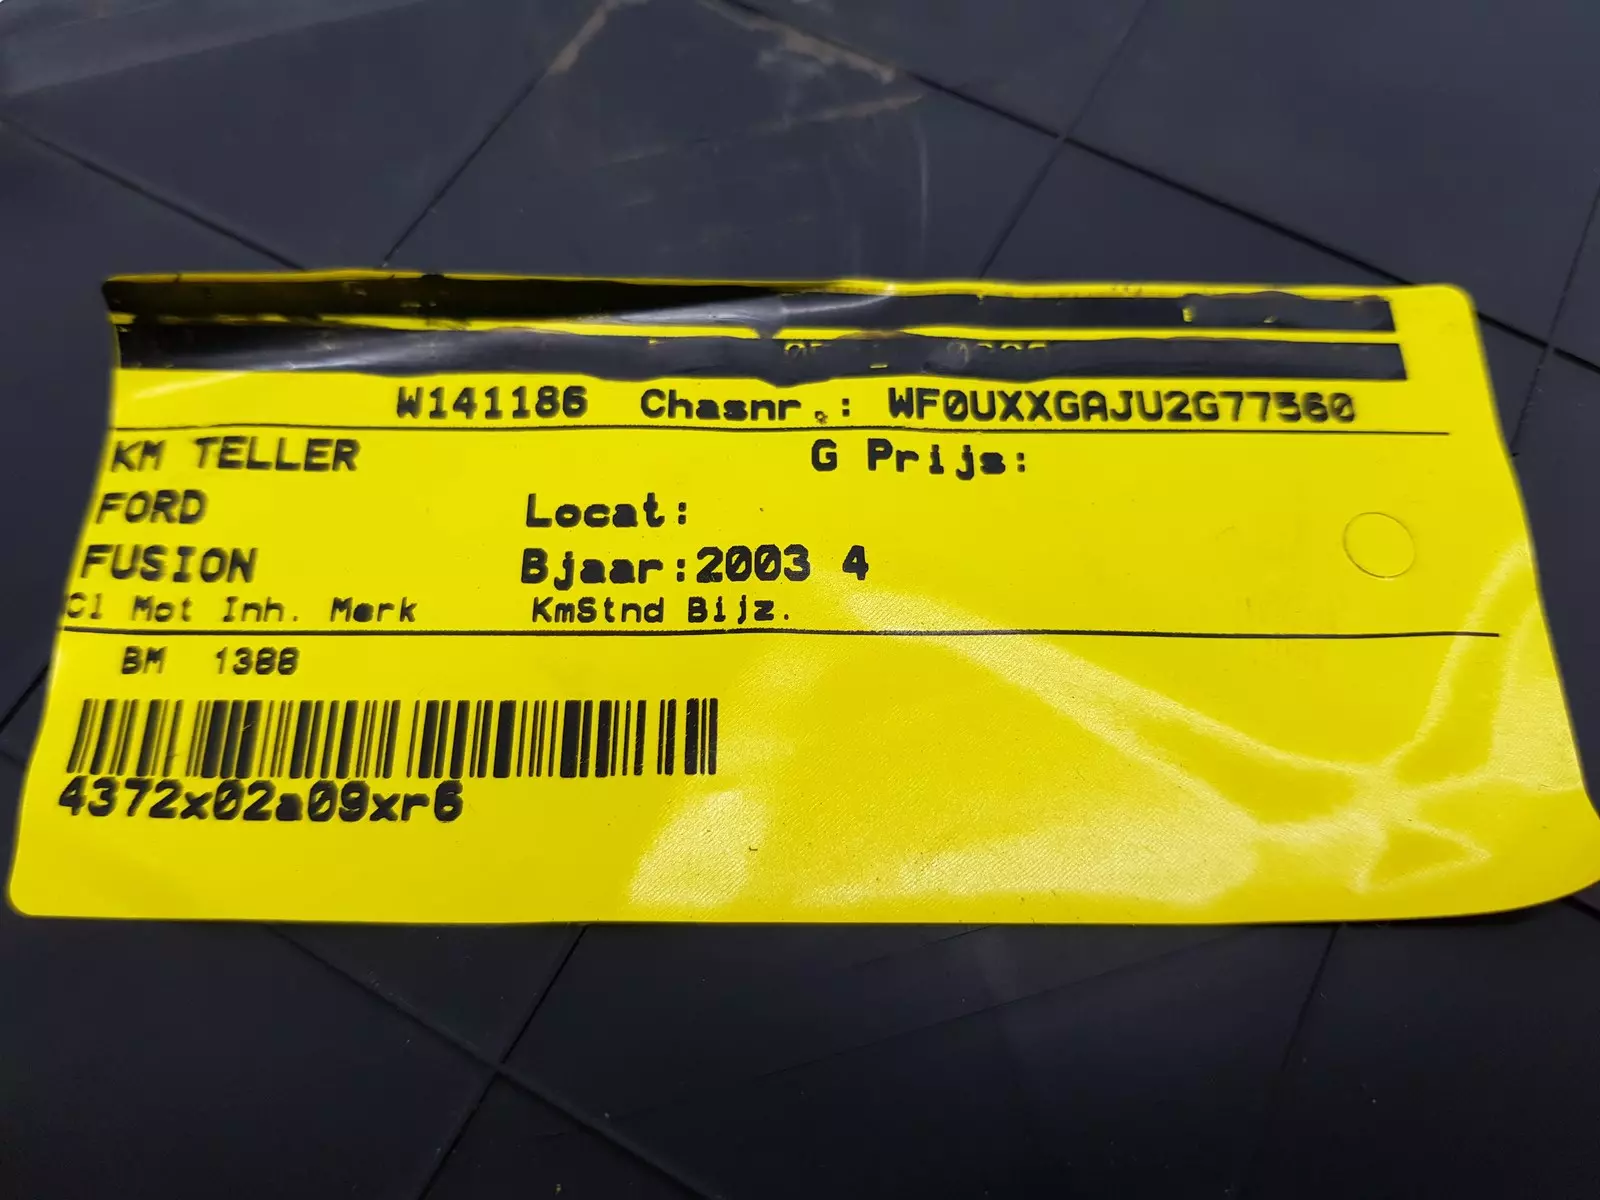 W141186 Chasnr.: WF0UXXGAJU2G77360
KM TELLER G Prijs:
FORD Locat:
FUSION Bjaar:2003 4
Cl Mot Inh. Merk KmStnd Bijz.
BM 1388
4372x02a09xr6